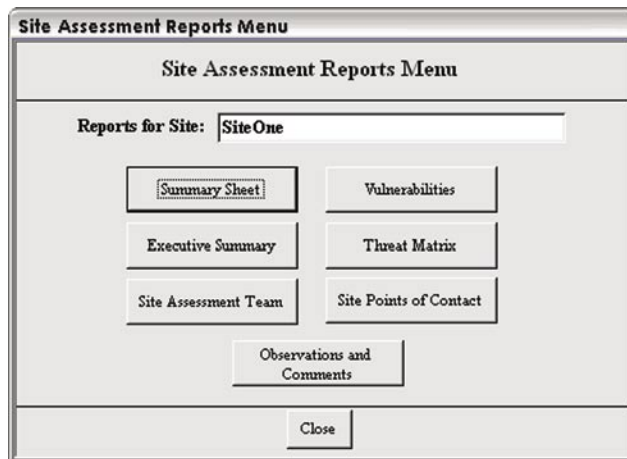 Site Assessment Reports Menu
Site Assessment Reports Menu
Reports for Site: SiteOne
Summary Sheet
Vulnerabilities
Executive Summary
Threat Matrix
Site Assessment Team
Site Points of Contact
Observations and
Comments
Close